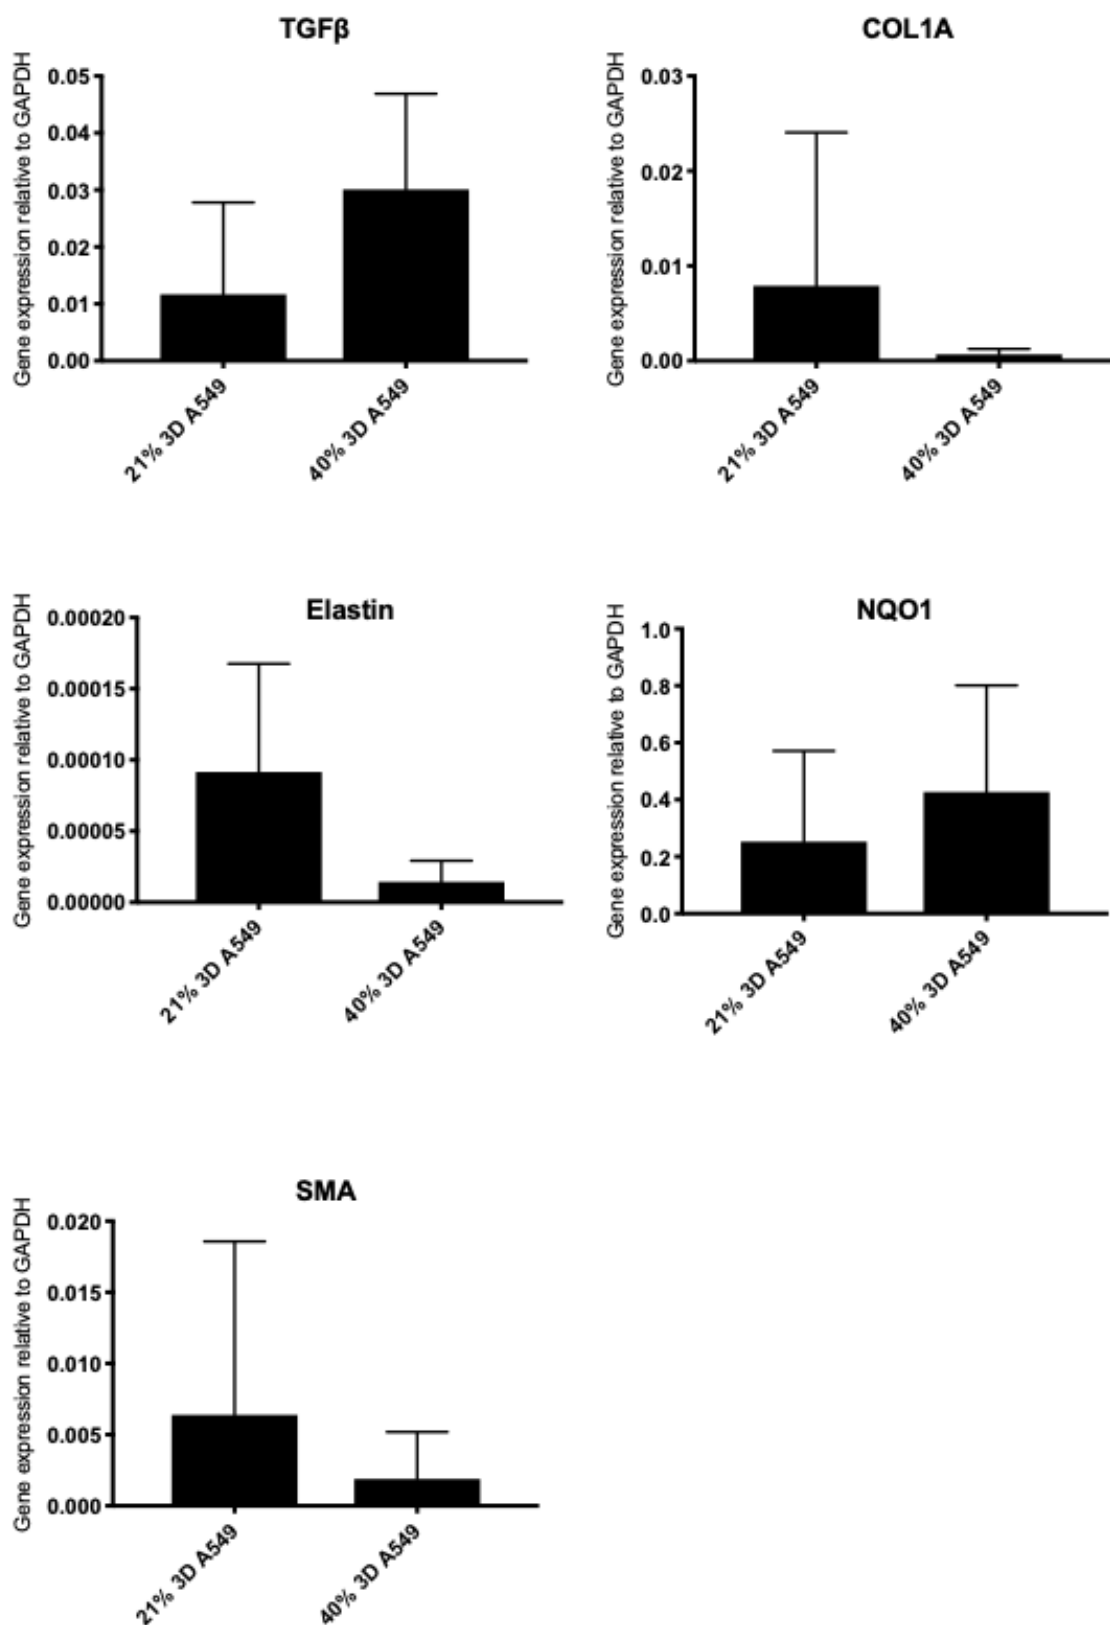 TGFβ
Gene expression relative to GAPDH
0.05
0.04
0.03
0.02
0.01
0.00
21% 3D A549
40% 3D A549
COL1A
Gene expression relative to GAPDH
0.03
0.02
0.01
0.00
21% 3D A549
40% 3D A549
Elastin
Gene expression relative to GAPDH
0.00020
0.00015
0.00010
0.00005
0.00000
21% 3D A549
40% 3D A549
NQO1
Gene expression relative to GAPDH
1.0
0.8
0.6
0.4
0.2
0.0
21% 3D A549
40% 3D A549
SMA
Gene expression relative to GAPDH
0.020
0.015
0.010
0.005
0.000
21% 3D A549
40% 3D A549